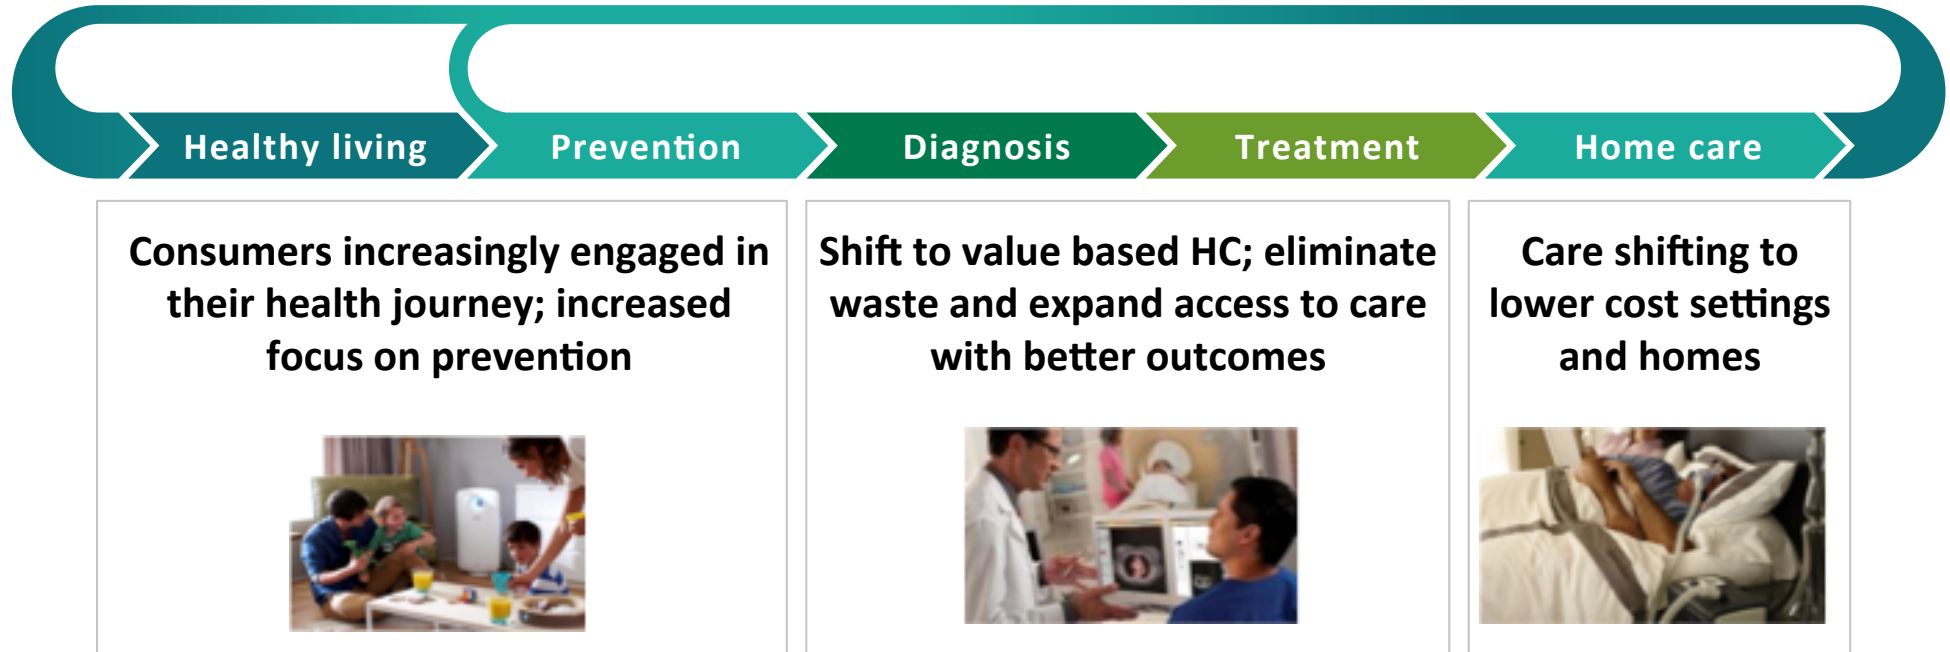 Healthy living
Prevention
Diagnosis
Treatment
Home care
Consumers increasingly engaged in
their health journey; increased
focus on prevention
Shift to value based HC; eliminate
waste and expand access to care
with better outcomes
Care shifting to
lower cost settings
and homes